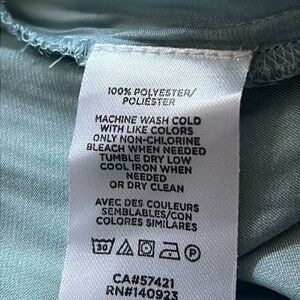 100% POLYESTER/
POLIÉSTER
MACHINE WASH COLD
WITH LIKE COLORS
ONLY NON-CHLORINE
BLEACH WHEN NEEDED
TUMBLE DRY LOW
COOL IRON WHEN
NEEDED
OR DRY CLEAN
AVEC DES COULEURS
SEMBLABLES/CON
COLORES SIMILARES
30 P
CA#57421
RN#140923